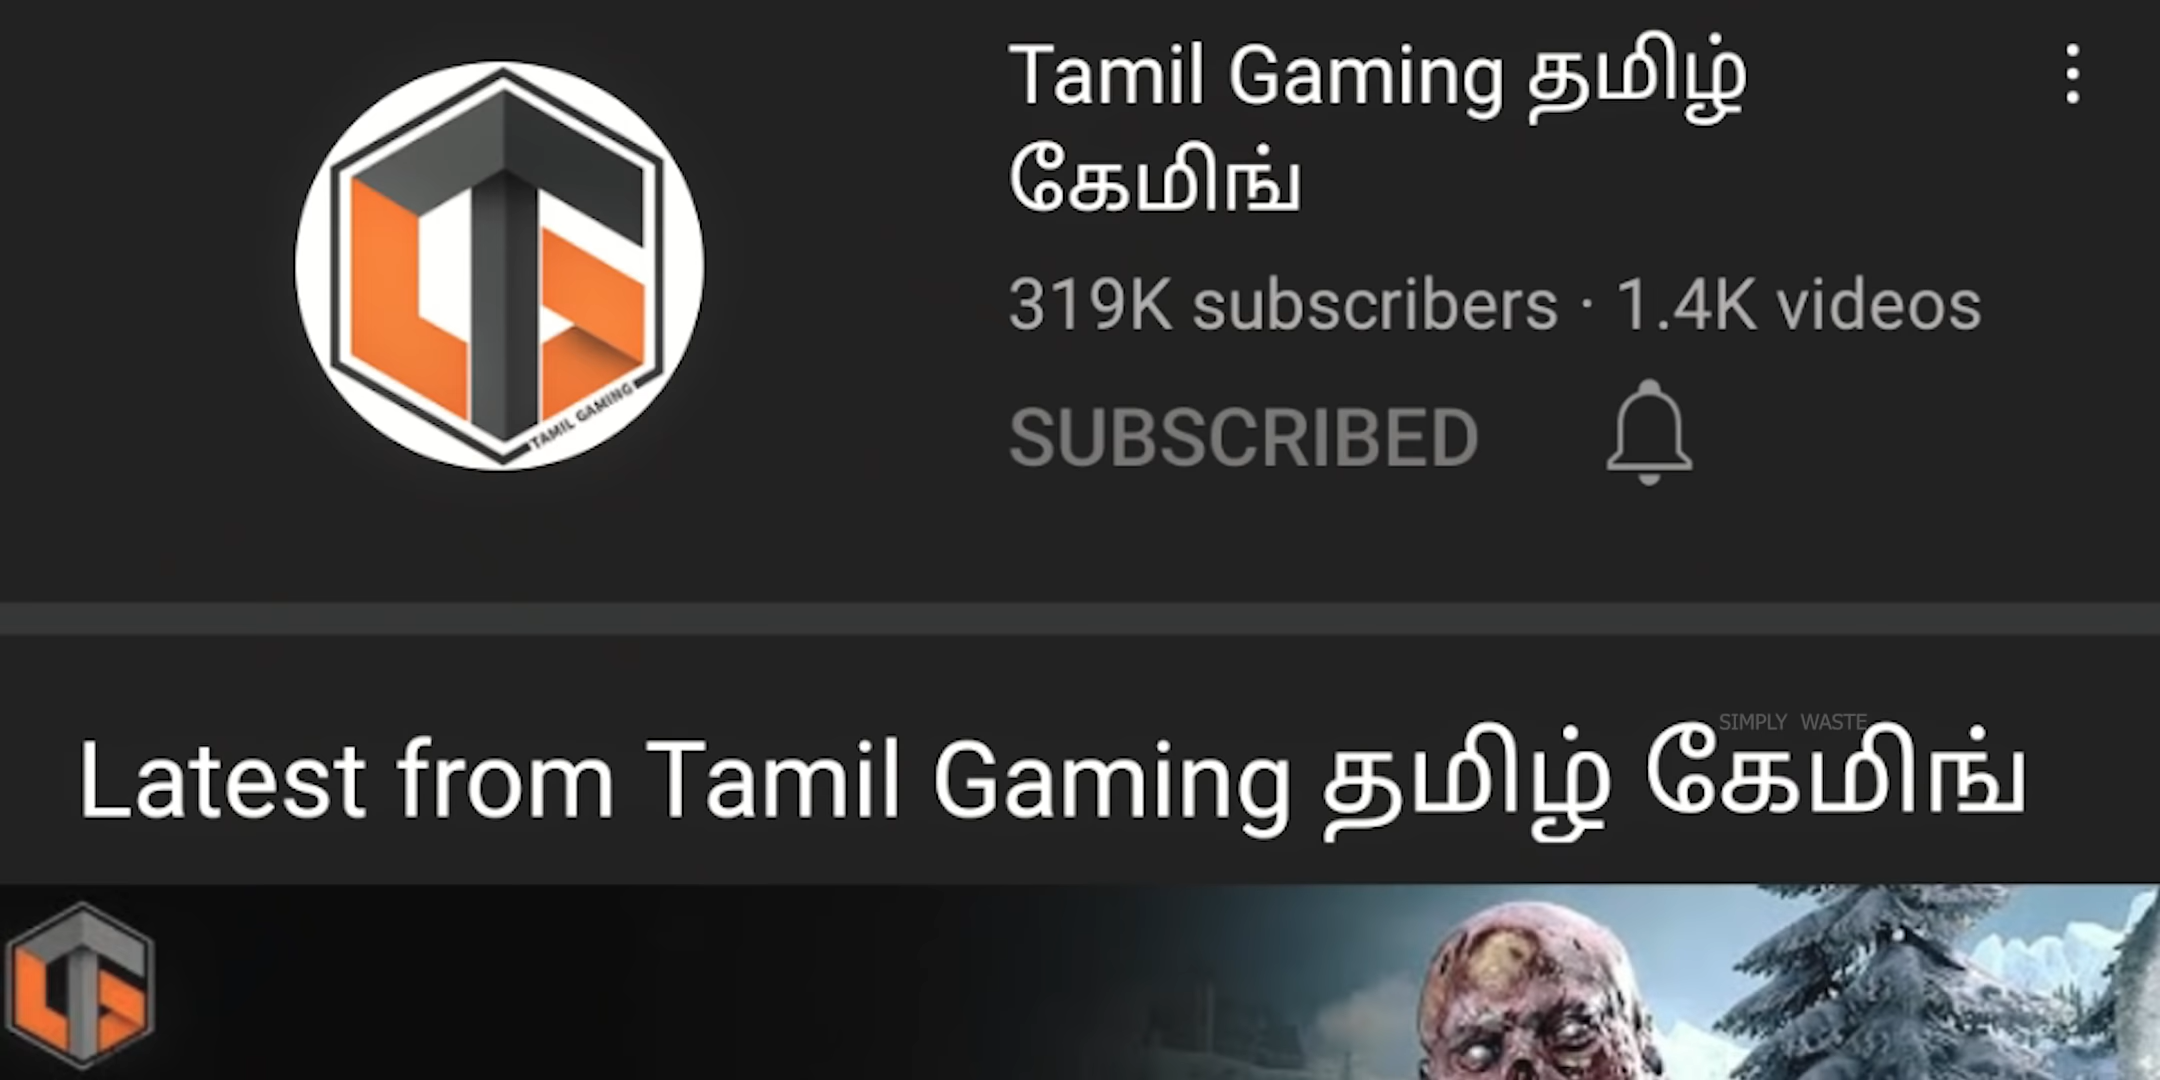 Tamil Gaming தமிழ்
கேமிங்
319K subscribers · 1.4K videos
SUBSCRIBED
TAMIL GAMING
SIMPLY WASTE
Latest from Tamil Gaming தமிழ் கேமிங்